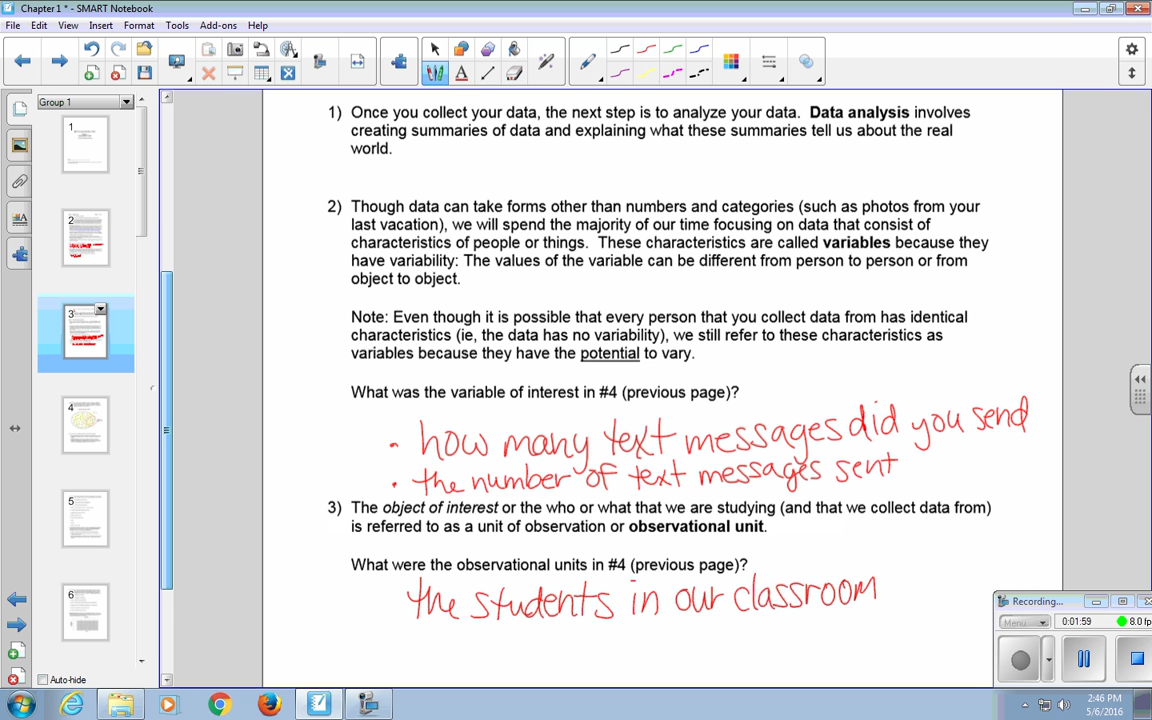 Chapter 1 * - SMART Notebook
File Edit View Insert Format Tools Add-ons Help
Group 1
1
2
3
4
5
6
Auto-hide
1) Once you collect your data, the next step is to analyze your data. Data analysis involves
creating summaries of data and explaining what these summaries tell us about the real
world.
2) Though data can take forms other than numbers and categories (such as photos from your
last vacation), we will spend the majority of our time focusing on data that consist of
characteristics of people or things. These characteristics are called variables because they
have variability: The values of the variable can be different from person to person or from
object to object.
Note: Even though it is possible that every person that you collect data from has identical
characteristics (ie, the data has no variability), we still refer to these characteristics as
variables because they have the potential to vary.
What was the variable of interest in #4 (previous page)?
• how many text messages did you send
• the number of text messages sent
3) The object of interest or the who or what that we are studying (and that we collect data from)
is referred to as a unit of observation or observational unit.
What were the observational units in #4 (previous page)?
the students in our classroom
Recording...
Menu 0:01:59 8.0 fp
2:46 PM
5/6/2016